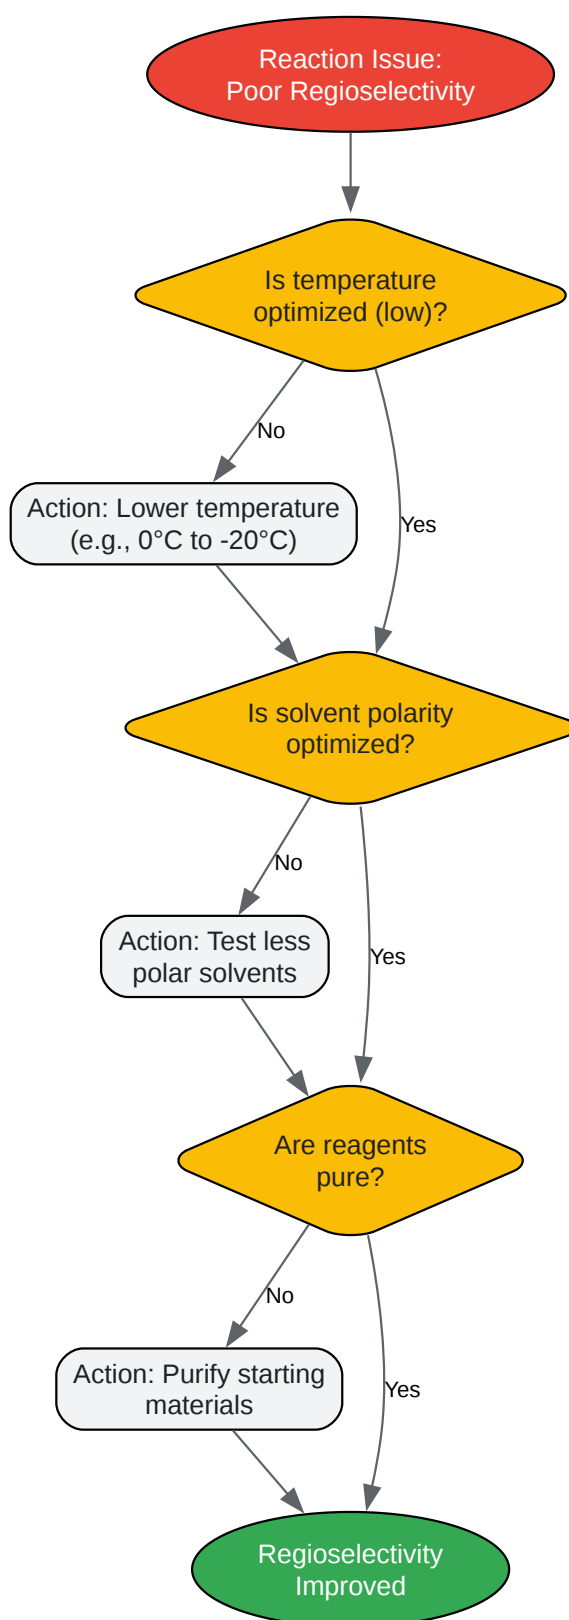 Reaction Issue:
Poor Regioselectivity
Is temperature
optimized (low)?
No
Yes
Action: Lower temperature
(e.g., 0°C to -20°C)
Is solvent polarity
optimized?
No
Yes
Action: Test less
polar solvents
Are reagents
pure?
No
Yes
Action: Purify starting
materials
Regioselectivity
Improved